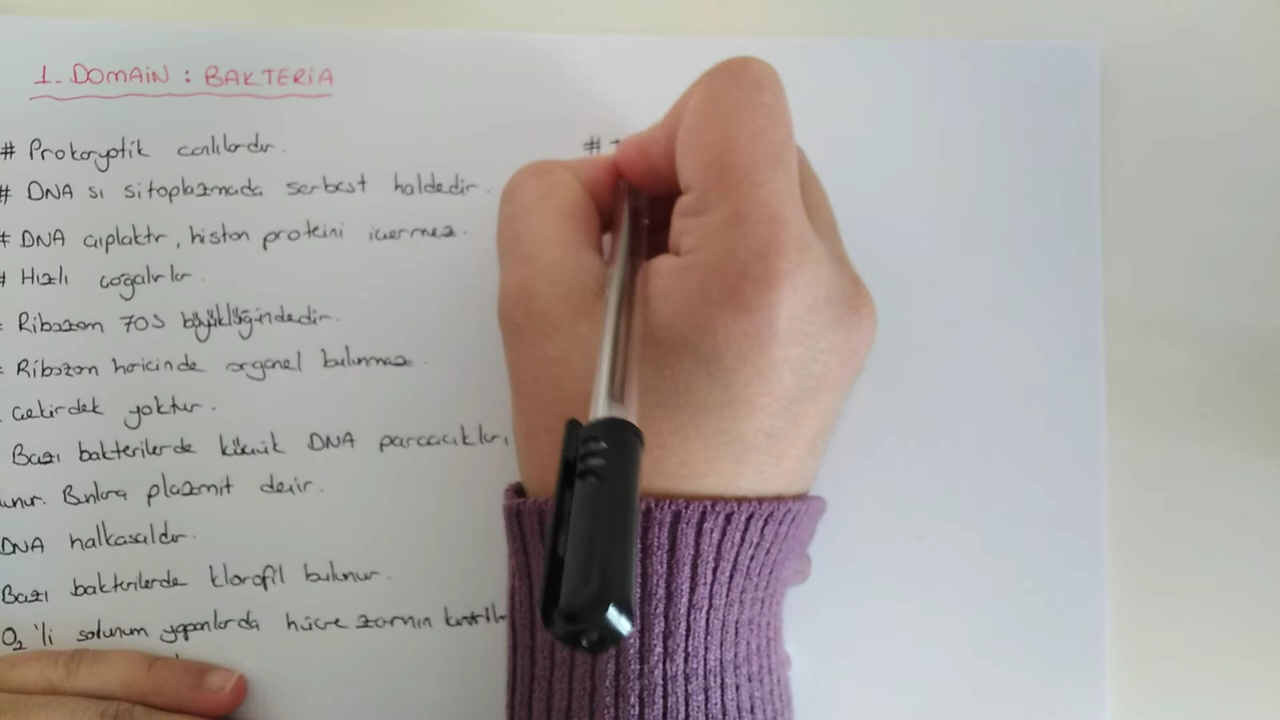 1. DOMAIN : BAKTERIA
# Prokaryotik canlılardır.
# DNA sı sitoplazmada serbest haldedir.
# DNA çıplaktır, histon proteini içermez.
# Hızlı çoğalırlar.
Ribozom 70S büyüklüğündedir.
Ribozom haricinde organel bulunmaz.
Çekirdek yoktur.
Bazı bakterilerde küçük DNA parçacıkları
unur. Bunlara plazmit denir.
DNA halkasaldır.
Bazı bakterilerde klorofil bulunur.
O₂ 'li solunum yapanlarda hücre zarının
#